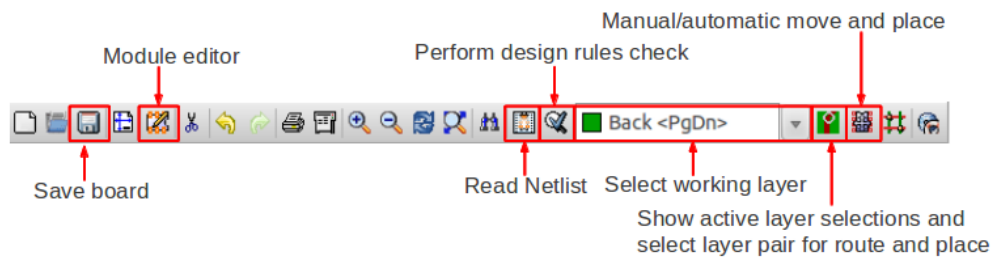 Manual/automatic move and place
Perform design rules check
Module editor
Back <PgDn>
Save board
Read Netlist
Select working layer
Show active layer selections and
select layer pair for route and place